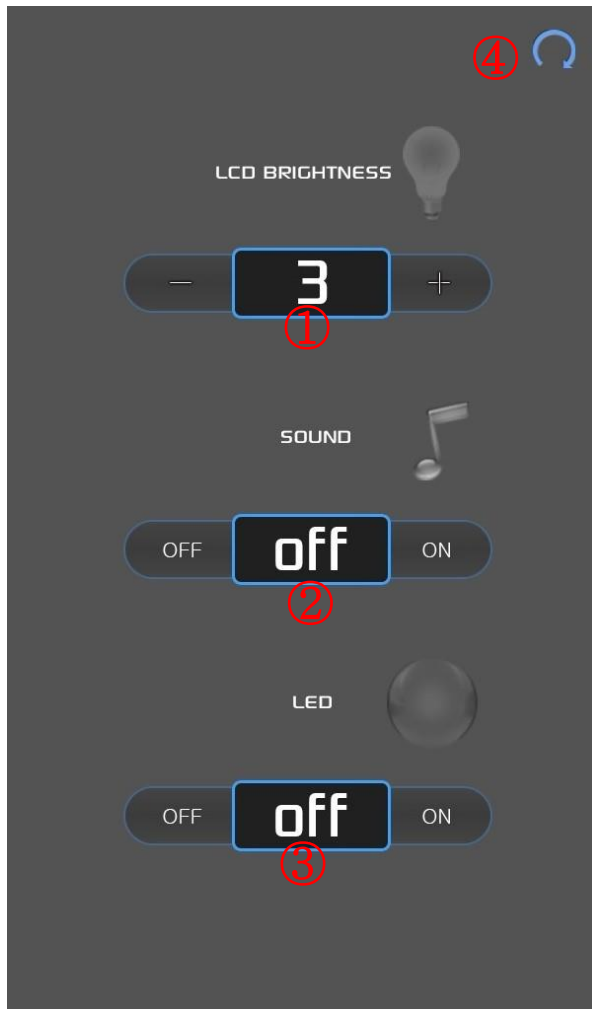 ④
LCD BRIGHTNESS
− 3 +
①
SOUND
OFF off ON
②
LED
OFF off ON
③